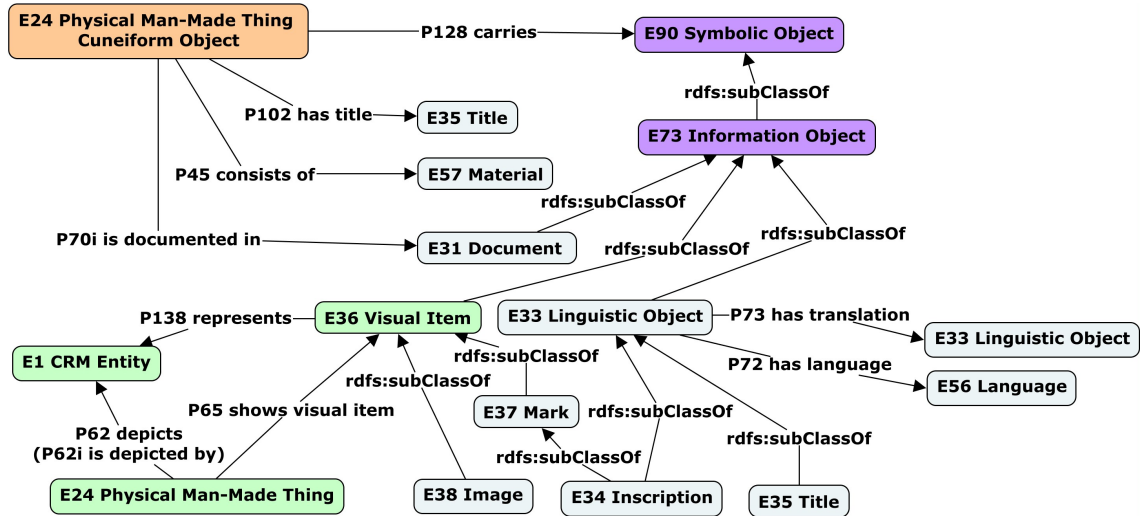 E24 Physical Man-Made Thing
Cuneiform Object
P128 carries
E90 Symbolic Object
rdfs:subClassOf
P102 has title
E35 Title
E73 Information Object
P45 consists of
E57 Material
rdfs:subClassOf
P70i is documented in
E31 Document
rdfs:subClassOf
rdfs:subClassOf
P138 represents
E36 Visual Item
E33 Linguistic Object
P73 has translation
E33 Linguistic Object
E1 CRM Entity
rdfs:subClassOf
P72 has language
E56 Language
rdfs:subClassOf
P65 shows visual item
E37 Mark
rdfs:subClassOf
P62 depicts
(P62i is depicted by)
rdfs:subClassOf
rdfs:subClassOf
E24 Physical Man-Made Thing
E38 Image
E34 Inscription
E35 Title